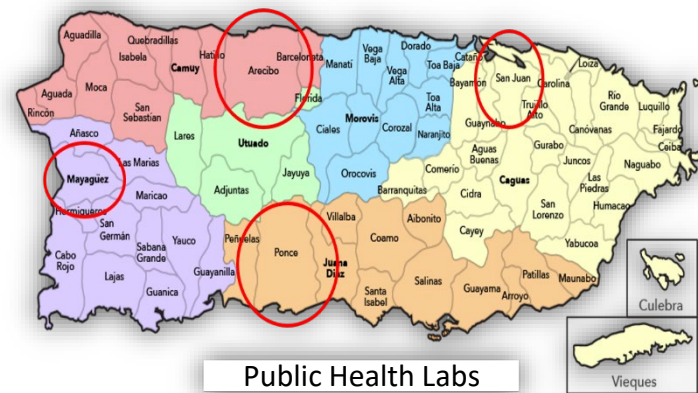 Aguadilla
Quebradillas
Isabela
Camuy
Hatillo
Arecibo
Barceloneta
Moca
Aguada
Rincón
San
Sebastian
Florida
Manatí
Vega
Baja
Dorado
Vega
Alta
Toa Baja
Toa
Alta
Cataño
Bayamón
San Juan
Carolina
Loiza
Trujillo
Alto
Guaynabo
Canóvanas
Río
Grande
Luquillo
Fajardo
Ceiba
Ciales
Morovis
Corozal
Naranjito
Orocovis
Lares
Utuado
Adjuntas
Jayuya
Añasco
Las Marias
Mayagüez
Maricao
Hormigueros
San
Germán
Cabo
Rojo
Lajas
Sabana
Grande
Yauco
Guanica
Guayanilla
Peñuelas
Ponce
Juana
Diaz
Villalba
Coamo
Aibonito
Santa
Isabel
Salinas
Guayama
Arroyo
Patillas
Maunabo
Barranquitas
Comerio
Aguas
Buenas
Cidra
Cayey
Caguas
Gurabo
Juncos
San
Lorenzo
Las
Piedras
Naguabo
Humacao
Yabucoa
Culebra
Vieques
Public Health Labs